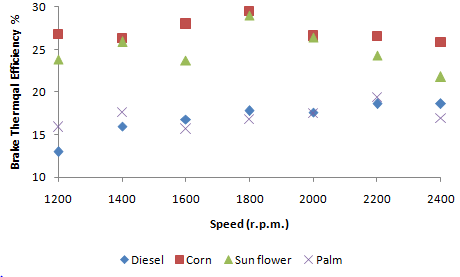 Brake Thermqal Efficiency %
30
25
20
15
10
1200 1400 1600 1800 2000 2200 2400
Speed (r.p.m.)
Diesel Corn Sun flower Palm